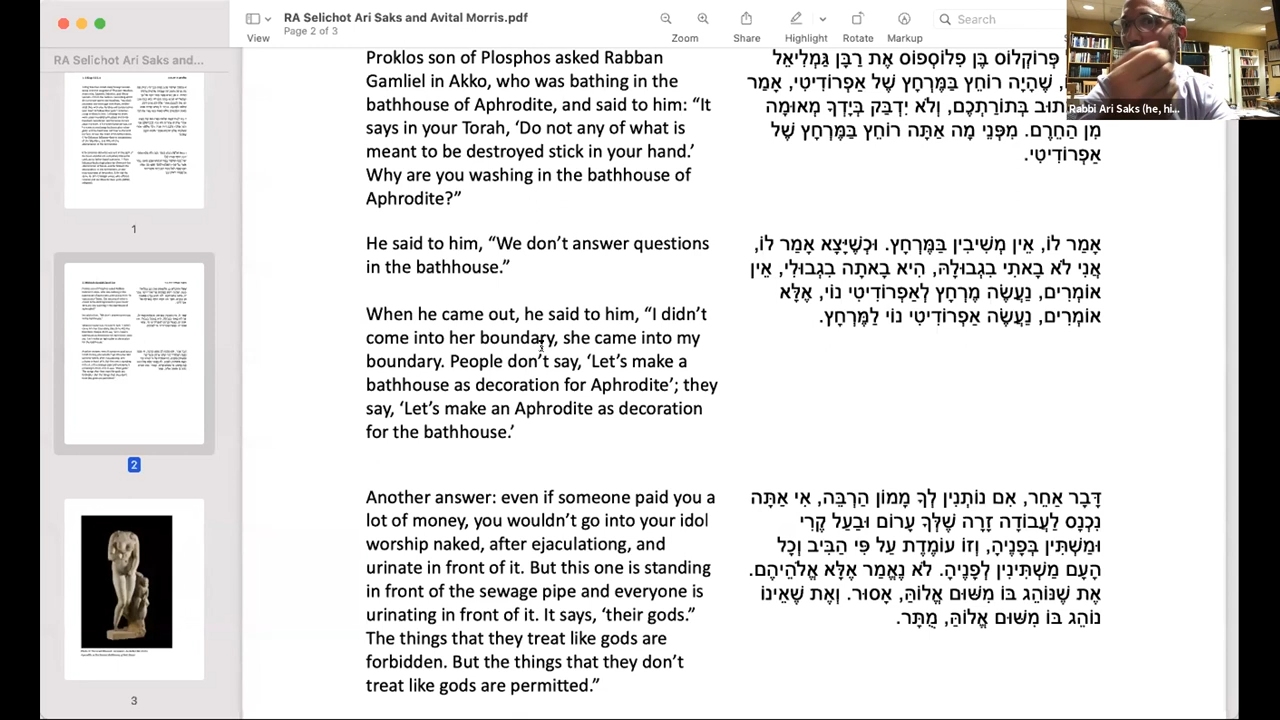 RA Selichot Ari Saks and Avital Morris.pdf
Page 2 of 3
View
Zoom
Share
Highlight
Rotate
Markup
Search
Rabbi Ari Saks (he, hi...
RA Selichot Ari Saks and...
1
2
3
Proklos son of Plosphos asked Rabban
Gamliel in Akko, who was bathing in the
bathhouse of Aphrodite, and said to him: “It
says in your Torah, ‘Do not any of what is
meant to be destroyed stick in your hand.’
Why are you washing in the bathhouse of
Aphrodite?”
פְּרוֹקְלוֹס בֶּן פִלוֹסְפוֹס אֶת רַבָּן גַּמְלִיאֵל
שֶׁהָיָה רוֹחֵץ בַּמֶּרְחָץ שֶׁל אַפְרוֹדִיטִי, אָמַר
בְּתוֹרַתְכֶם, וְלֹא יִדְבַּק בְּיָדְךָ מְאוּמָה
מִן הַחֵרֶם. מִפְּנֵי מָה אַתָּה רוֹחֵץ בַּמֶּרְחָץ שֶׁל
אַפְרוֹדִיטִי.
He said to him, “We don’t answer questions
in the bathhouse.”
When he came out, he said to him, “I didn’t
come into her boundary, she came into my
boundary. People don’t say, ‘Let’s make a
bathhouse as decoration for Aphrodite’; they
say, ‘Let’s make an Aphrodite as decoration
for the bathhouse.’
אָמַר לוֹ, אֵין מְשִׁיבִין בַּמֶּרְחָץ. וּכְשֶׁיָּצָא אָמַר לוֹ,
אֲנִי לֹא בָאתִי בִגְבוּלָהּ, הִיא בָאתָה בִגְבוּלִי, אֵין
אוֹמְרִים, נַעֲשֶׂה מֶרְחָץ לְאַפְרוֹדִיטִי נוֹי, אֶלָּא
אוֹמְרִים, נַעֲשֶׂה אַפְרוֹדִיטִי נוֹי לַמֶּרְחָץ.
Another answer: even if someone paid you a
lot of money, you wouldn’t go into your idol
worship naked, after ejaculationg, and
urinate in front of it. But this one is standing
in front of the sewage pipe and everyone is
urinating in front of it. It says, ‘their gods.”
The things that they treat like gods are
forbidden. But the things that they don’t
treat like gods are permitted.”
דָּבָר אַחֵר, אִם נוֹתְנִין לְךָ מָמוֹן הַרְבֵּה, אִי אַתָּה
נִכְנָס לַעֲבוֹדָה זָרָה שֶׁלְּךָ עָרוֹם וּבַעַל קֶרִי
וּמַשְׁתִּין בְּפָנֶיהָ, וְזוֹ עוֹמֶדֶת עַל פִּי הַבִּיב וְכָל
הָעָם מַשְׁתִּינִין לְפָנֶיהָ. לֹא נֶאֱמַר אֶלָּא אֱלֹהֵיהֶם.
אֶת שֶׁנּוֹהֵג בּוֹ מִשּׁוּם אֱלוֹהַּ, אָסוּר. וְאֶת שֶׁאֵינוֹ
נוֹהֵג בּוֹ מִשּׁוּם אֱלוֹהַּ, מֻתָּר.